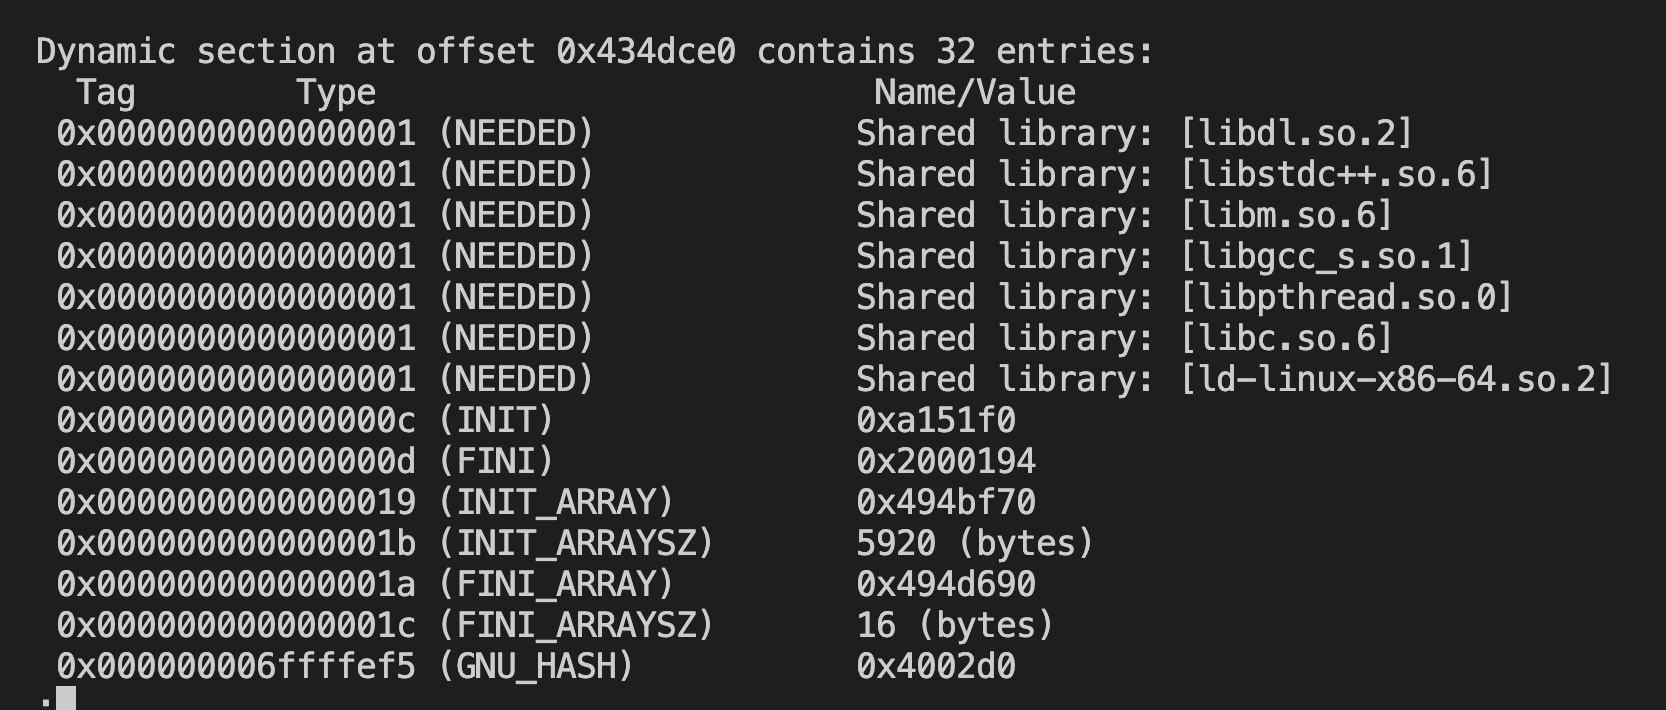 Dynamic section at offset 0x434dce0 contains 32 entries:
  Tag        Type                         Name/Value
 0x0000000000000001 (NEEDED)             Shared library: [libdl.so.2]
 0x0000000000000001 (NEEDED)             Shared library: [libstdc++.so.6]
 0x0000000000000001 (NEEDED)             Shared library: [libm.so.6]
 0x0000000000000001 (NEEDED)             Shared library: [libgcc_s.so.1]
 0x0000000000000001 (NEEDED)             Shared library: [libpthread.so.0]
 0x0000000000000001 (NEEDED)             Shared library: [libc.so.6]
 0x0000000000000001 (NEEDED)             Shared library: [ld-linux-x86-64.so.2]
 0x000000000000000c (INIT)               0xa151f0
 0x000000000000000d (FINI)               0x2000194
 0x0000000000000019 (INIT_ARRAY)         0x494bf70
 0x000000000000001b (INIT_ARRAYSZ)       5920 (bytes)
 0x000000000000001a (FINI_ARRAY)         0x494d690
 0x000000000000001c (FINI_ARRAYSZ)       16 (bytes)
 0x000000006ffffef5 (GNU_HASH)           0x4002d0